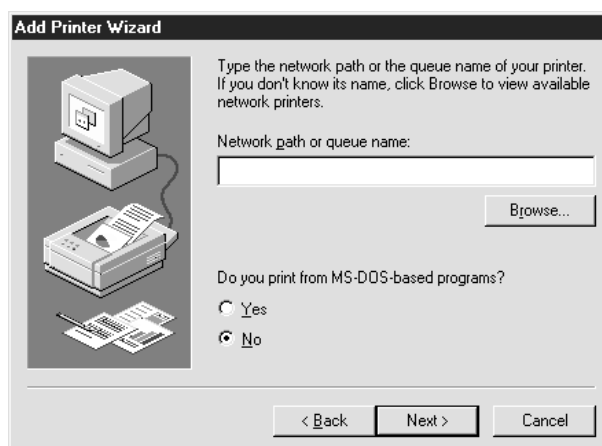 Add Printer Wizard
Type the network path or the queue name of your printer.
If you don't know its name, click Browse to view available
network printers.
Network path or queue name:
Browse...
Do you print from MS-DOS-based programs?
Yes
No
< Back
Next >
Cancel